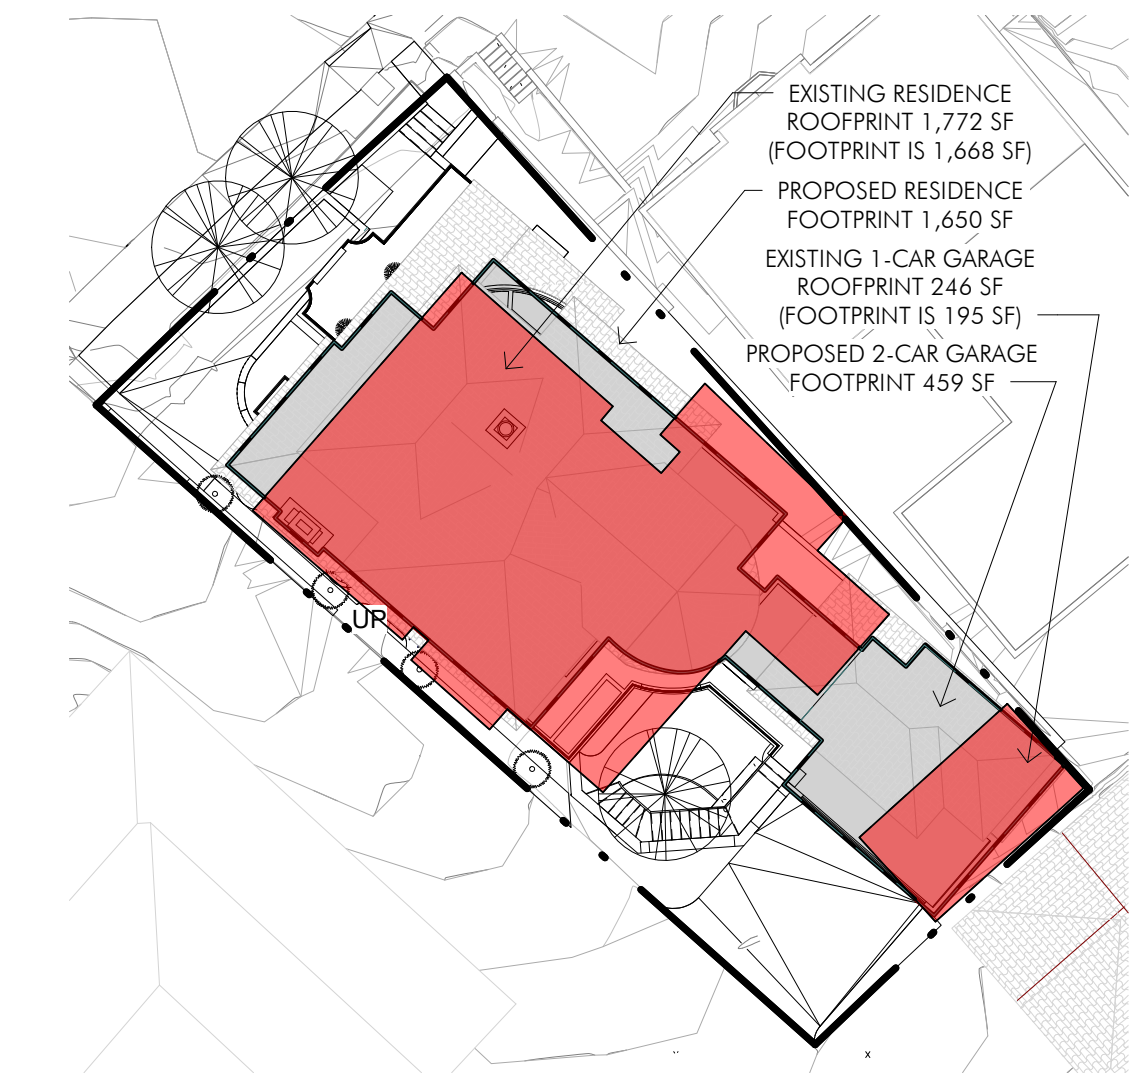 EXISTING RESIDENCE
ROOFPRINT 1,772 SF
(FOOTPRINT IS 1,668 SF)
PROPOSED RESIDENCE
FOOTPRINT 1,650 SF
EXISTING 1-CAR GARAGE
ROOFPRINT 246 SF
(FOOTPRINT IS 195 SF)
PROPOSED 2-CAR GARAGE
FOOTPRINT 459 SF
UP
x